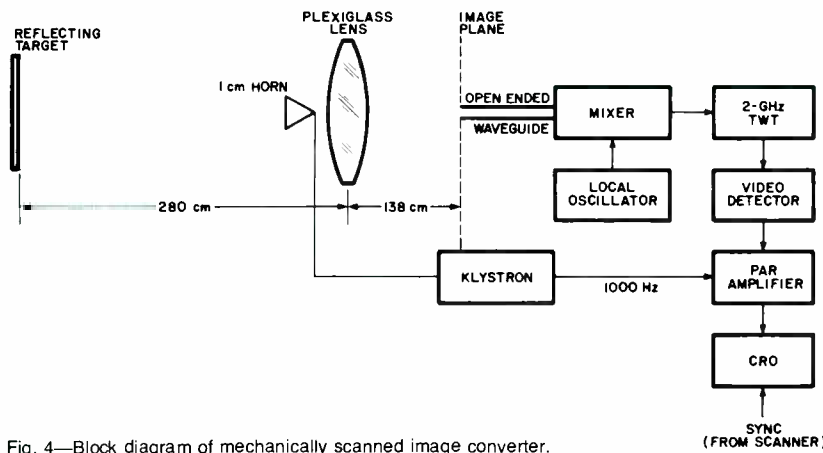 REFLECTING
TARGET
PLEXIGLASS
LENS
IMAGE
PLANE
1 cm HORN
OPEN ENDED
WAVEGUIDE
MIXER
2-GHz
TWT
LOCAL
OSCILLATOR
VIDEO
DETECTOR
280 cm
138 cm
KLYSTRON
1000 Hz
PAR
AMPLIFIER
CRO
SYNC
(FROM SCANNER)
Fig. 4—Block diagram of mechanically scanned image converter.